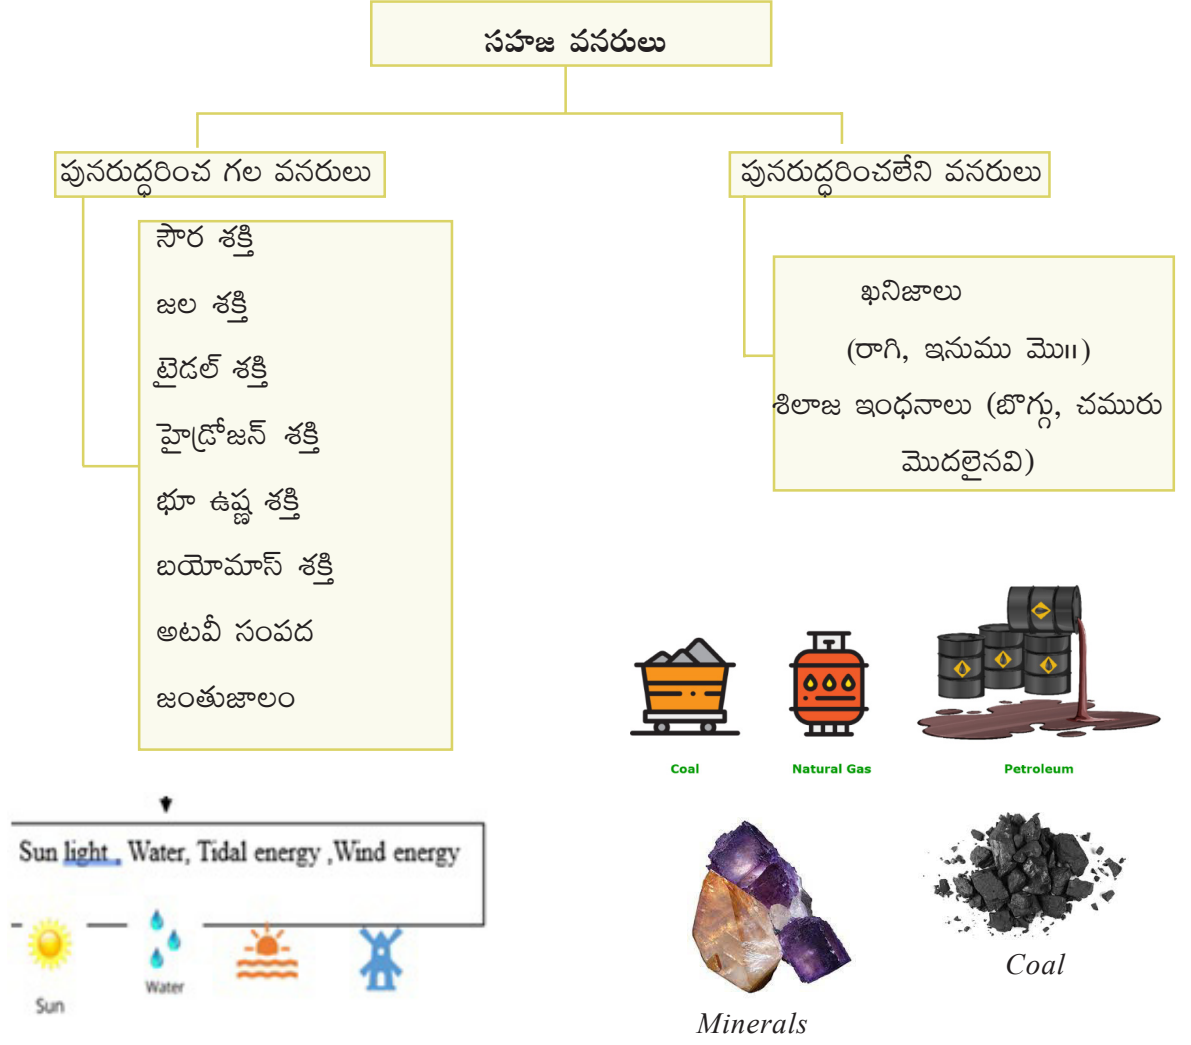 సహజ వనరులు
పునరుద్ధరించ గల వనరులు
సౌర శక్తి
జల శక్తి
టైడల్ శక్తి
హైడ్రోజన్ శక్తి
భూ ఉష్ణ శక్తి
బయోమాస్ శక్తి
అటవీ సంపద
జంతుజాలం
పునరుద్ధరించలేని వనరులు
ఖనిజాలు
(రాగి, ఇనుము మొ॥)
శిలాజ ఇంధనాలు (బొగ్గు, చమురు
మొదలైనవి)
Coal
Natural Gas
Petroleum
Sun light , Water, Tidal energy ,Wind energy
Sun
Water
Minerals
Coal